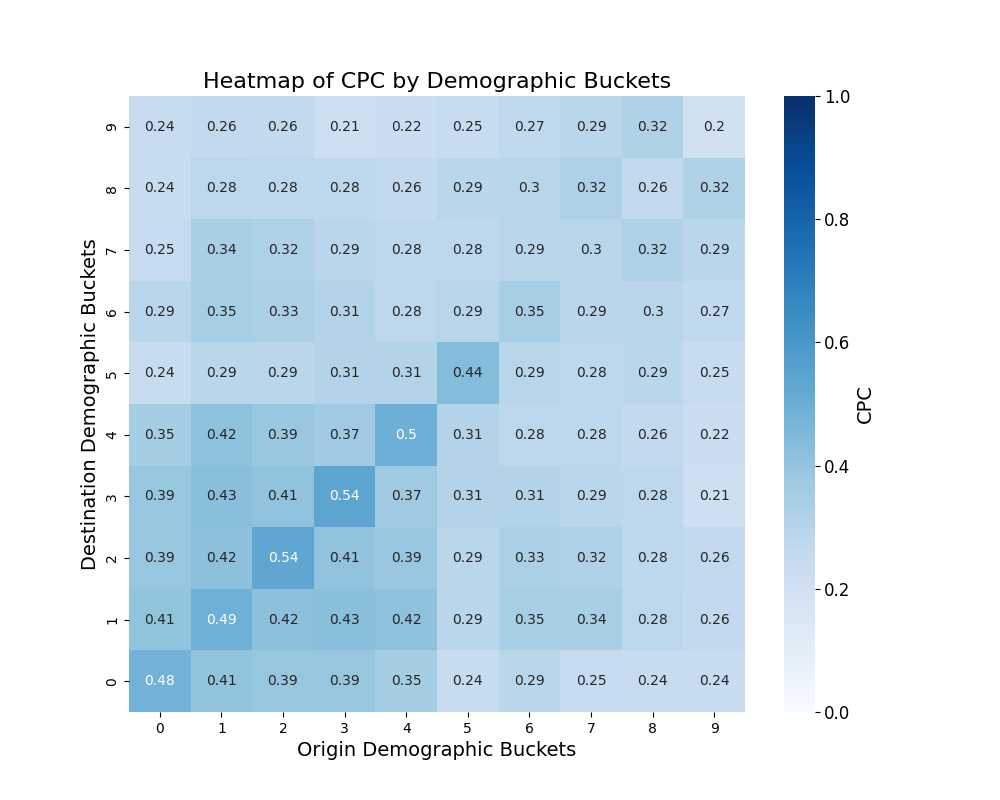 Heatmap of CPC by Demographic Buckets
Destination Demographic Buckets
9 0.24 0.26 0.26 0.21 0.22 0.25 0.27 0.29 0.32 0.2
8 0.24 0.28 0.28 0.28 0.26 0.29 0.3 0.32 0.26 0.32
7 0.25 0.34 0.32 0.29 0.28 0.28 0.29 0.3 0.32 0.29
6 0.29 0.35 0.33 0.31 0.28 0.29 0.35 0.29 0.3 0.27
5 0.24 0.29 0.29 0.31 0.31 0.44 0.29 0.28 0.29 0.25
4 0.35 0.42 0.39 0.37 0.5 0.31 0.28 0.28 0.26 0.22
3 0.39 0.43 0.41 0.54 0.37 0.31 0.31 0.29 0.28 0.21
2 0.39 0.42 0.54 0.41 0.39 0.29 0.33 0.32 0.28 0.26
1 0.41 0.49 0.42 0.43 0.42 0.29 0.35 0.34 0.28 0.26
0 0.48 0.41 0.39 0.39 0.35 0.24 0.29 0.25 0.24 0.24
0 1 2 3 4 5 6 7 8 9
Origin Demographic Buckets
1.0
0.8
0.6
0.4
0.2
0.0
CPC